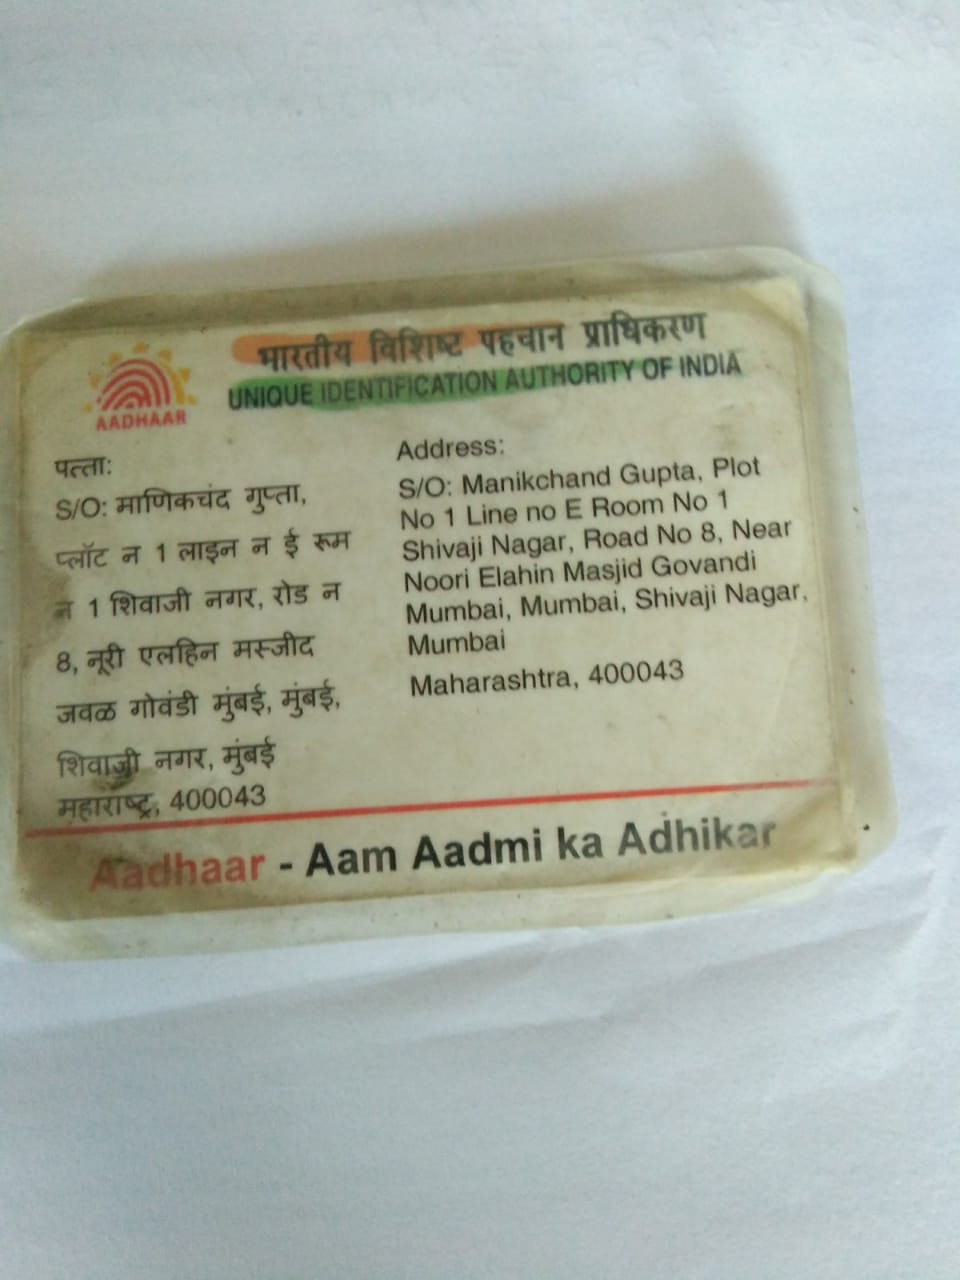 भारतीय विशिष्ट पहचान प्राधिकरण
UNIQUE IDENTIFICATION AUTHORITY OF INDIA
AADHAAR
पत्ता:
S/O: माणिकचंद गुप्ता,
प्लॉट न 1 लाइन न ई रूम
न 1 शिवाजी नगर, रोड न
8, नूरी एलहिन मस्जीद
जवळ गोवंडी मुंबई, मुंबई,
शिवाजी नगर, मुंबई
महाराष्ट्र, 400043
Address:
S/O: Manikchand Gupta, Plot
No 1 Line no E Room No 1
Shivaji Nagar, Road No 8, Near
Noori Elahin Masjid Govandi
Mumbai, Mumbai, Shivaji Nagar,
Mumbai
Maharashtra, 400043
Aadhaar - Aam Aadmi ka Adhikar